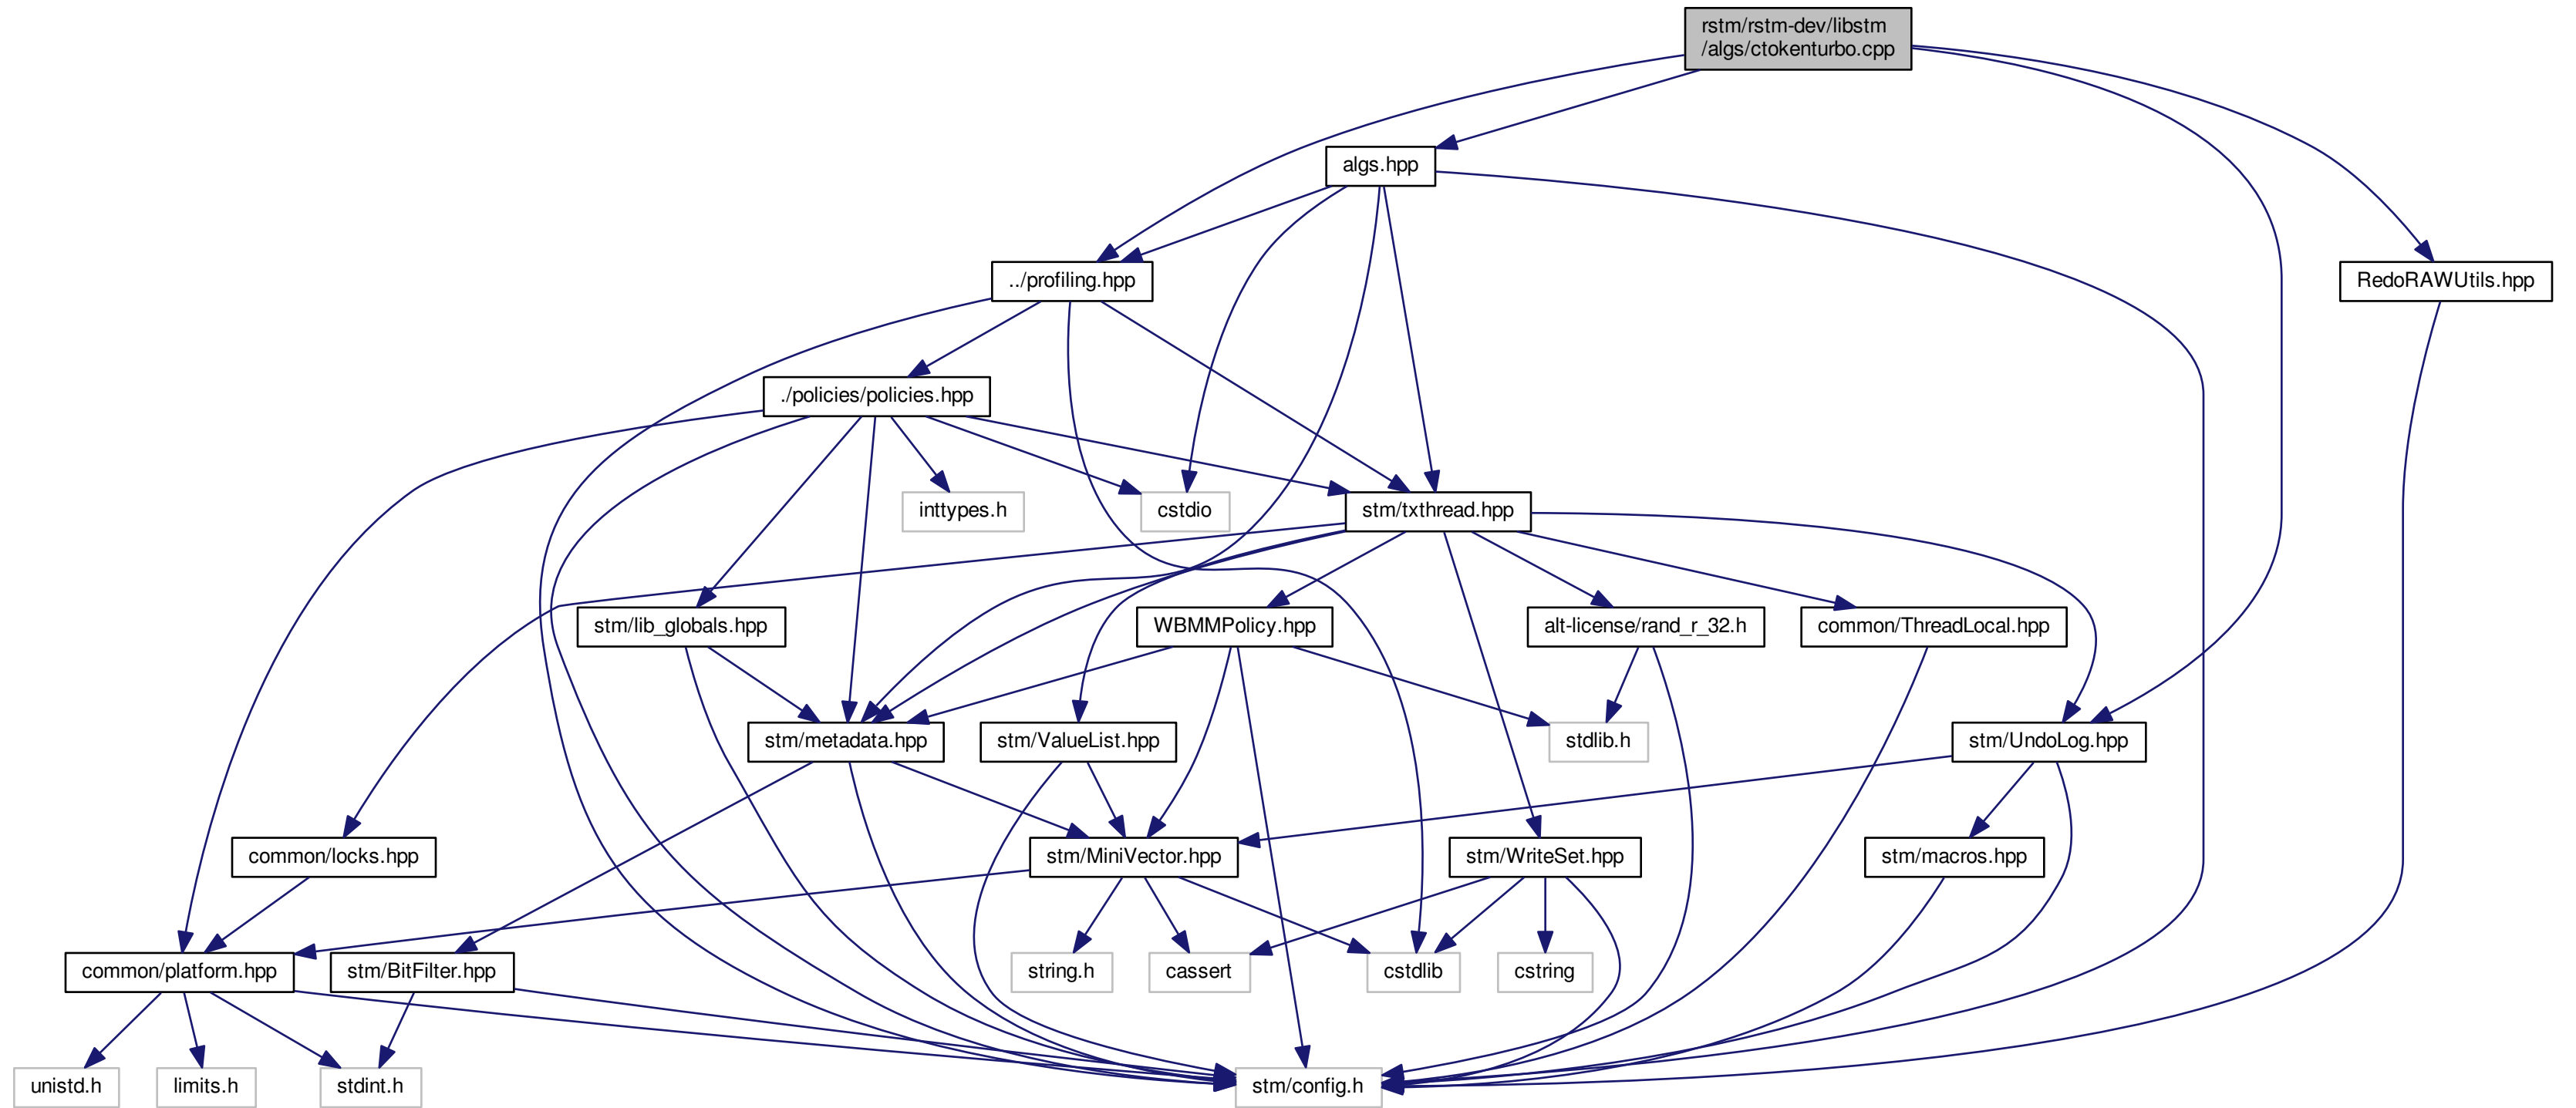 rstm/rstm-dev/libstm
/algs/ctokenturbo.cpp
algs.hpp
../profiling.hpp
RedoRAWUtils.hpp
./policies/policies.hpp
inttypes.h
cstdio
stm/txthread.hpp
stm/lib_globals.hpp
WBMMPolicy.hpp
alt-license/rand_r_32.h
common/ThreadLocal.hpp
stm/metadata.hpp
stm/ValueList.hpp
stdlib.h
stm/UndoLog.hpp
common/locks.hpp
stm/MiniVector.hpp
stm/WriteSet.hpp
stm/macros.hpp
common/platform.hpp
stm/BitFilter.hpp
string.h
cassert
cstdlib
cstring
unistd.h
limits.h
stdint.h
stm/config.h